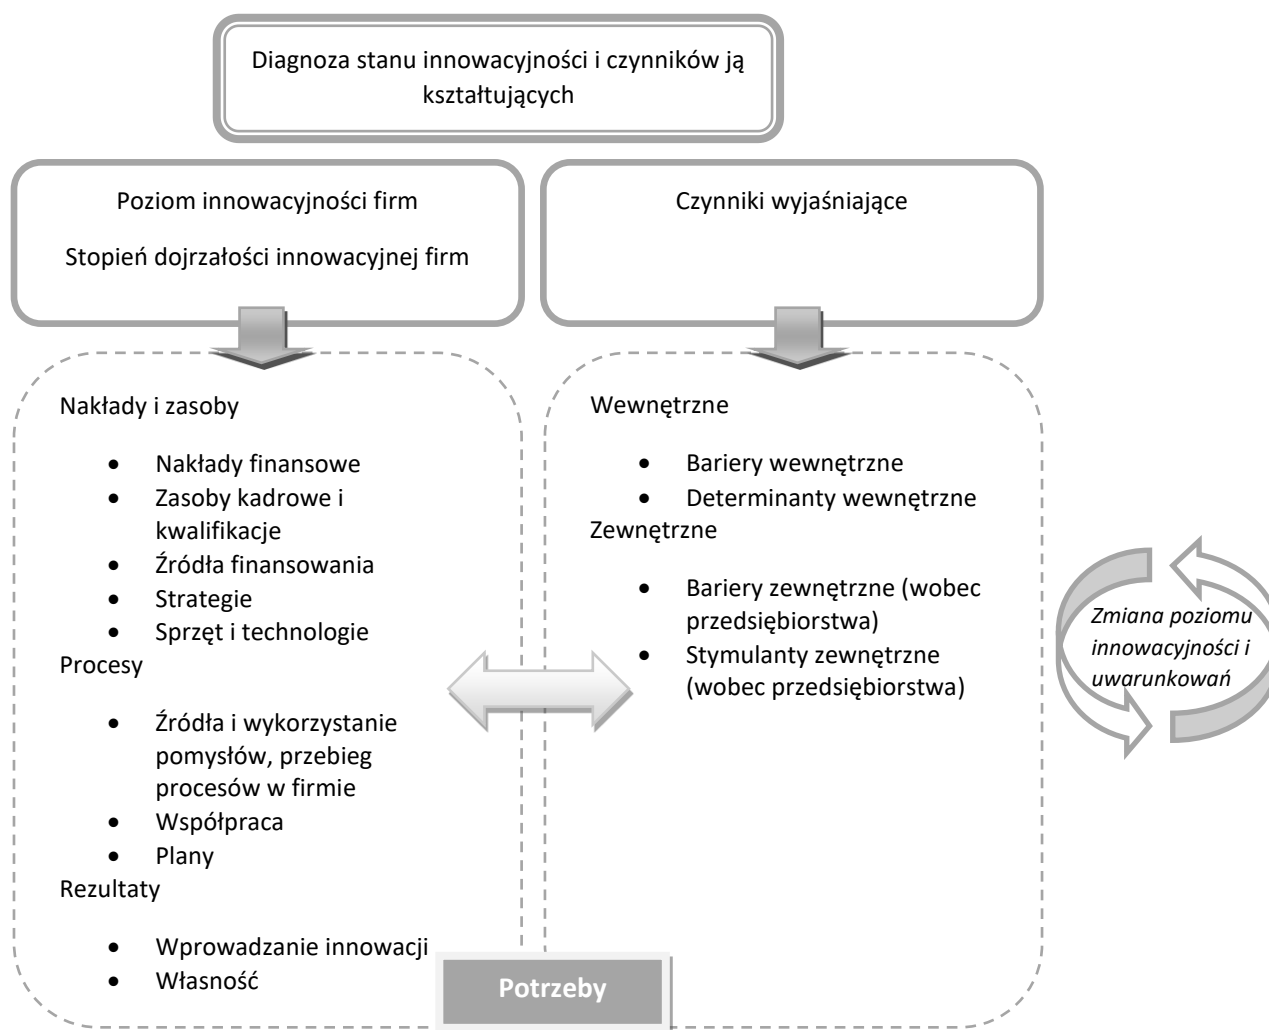 Diagnoza stanu innowacyjności i czynników ją
kształtujących
Poziom innowacyjności firm
Stopień dojrzałości innowacyjnej firm
Czynniki wyjaśniające
Nakłady i zasoby
• Nakłady finansowe
• Zasoby kadrowe i
kwalifikacje
• Źródła finansowania
• Strategie
• Sprzęt i technologie
Procesy
• Źródła i wykorzystanie
pomysłów, przebieg
procesów w firmie
• Współpraca
• Plany
Rezultaty
• Wprowadzanie innowacji
• Własność
Wewnętrzne
• Bariery wewnętrzne
• Determinanty wewnętrzne
Zewnętrzne
• Bariery zewnętrzne (wobec
przedsiębiorstwa)
• Stymulanty zewnętrzne
(wobec przedsiębiorstwa)
Zmiana poziomu
innowacyjności i
uwarunkowań
Potrzeby